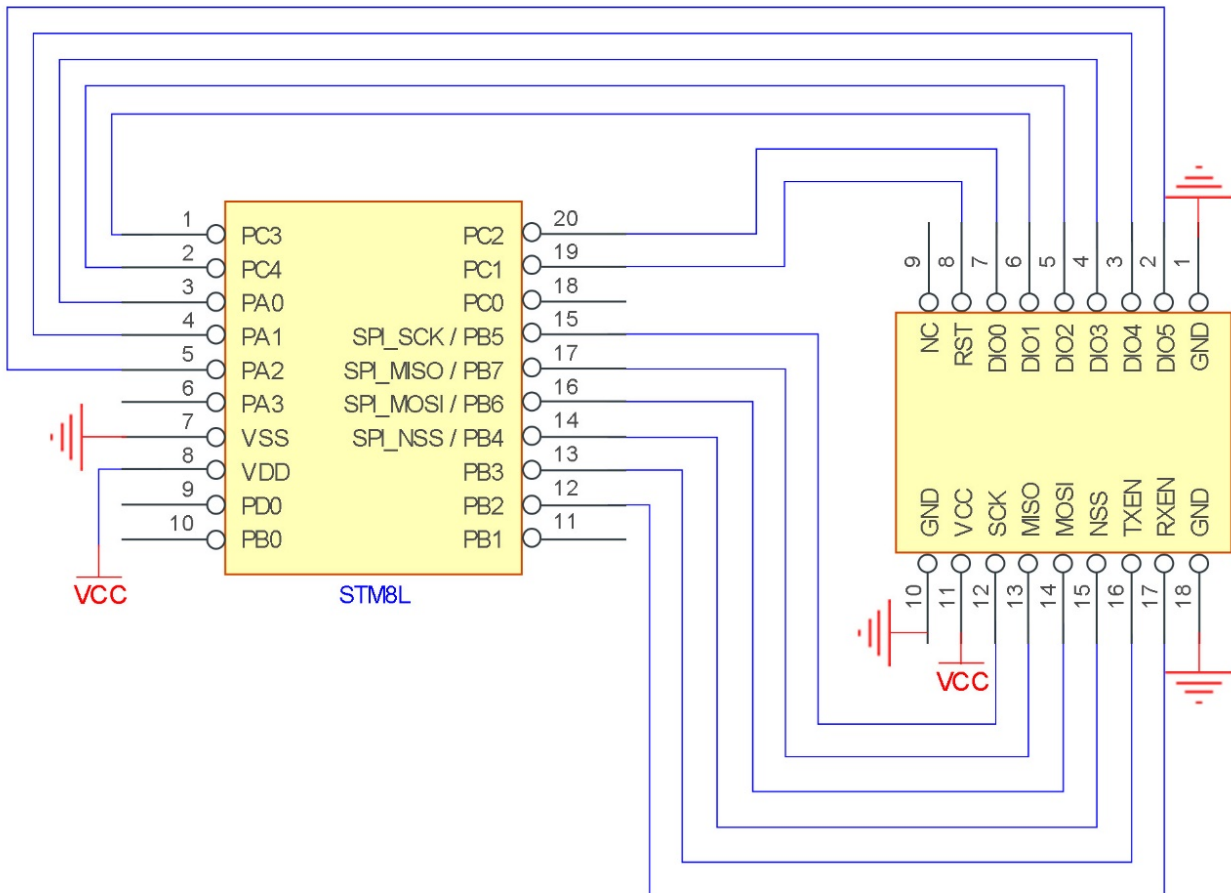 1 PC3 PC2 20
2 PC4 PC1 19
3 PA0 PC0 18
4 PA1 SPI_SCK / PB5 15
5 PA2 SPI_MISO / PB7 17
6 PA3 SPI_MOSI / PB6 16
7 VSS SPI_NSS / PB4 14
8 VDD PB3 13
9 PD0 PB2 12
10 PB0 PB1 11
VCC
STM8L
9 8 7 6 5 4 3 2 1
NC RST DIO0 DIO1 DIO2 DIO3 DIO4 DIO5 GND
GND VCC SCK MISO MOSI NSS TXEN RXEN GND
10 11 12 13 14 15 16 17 18
VCC